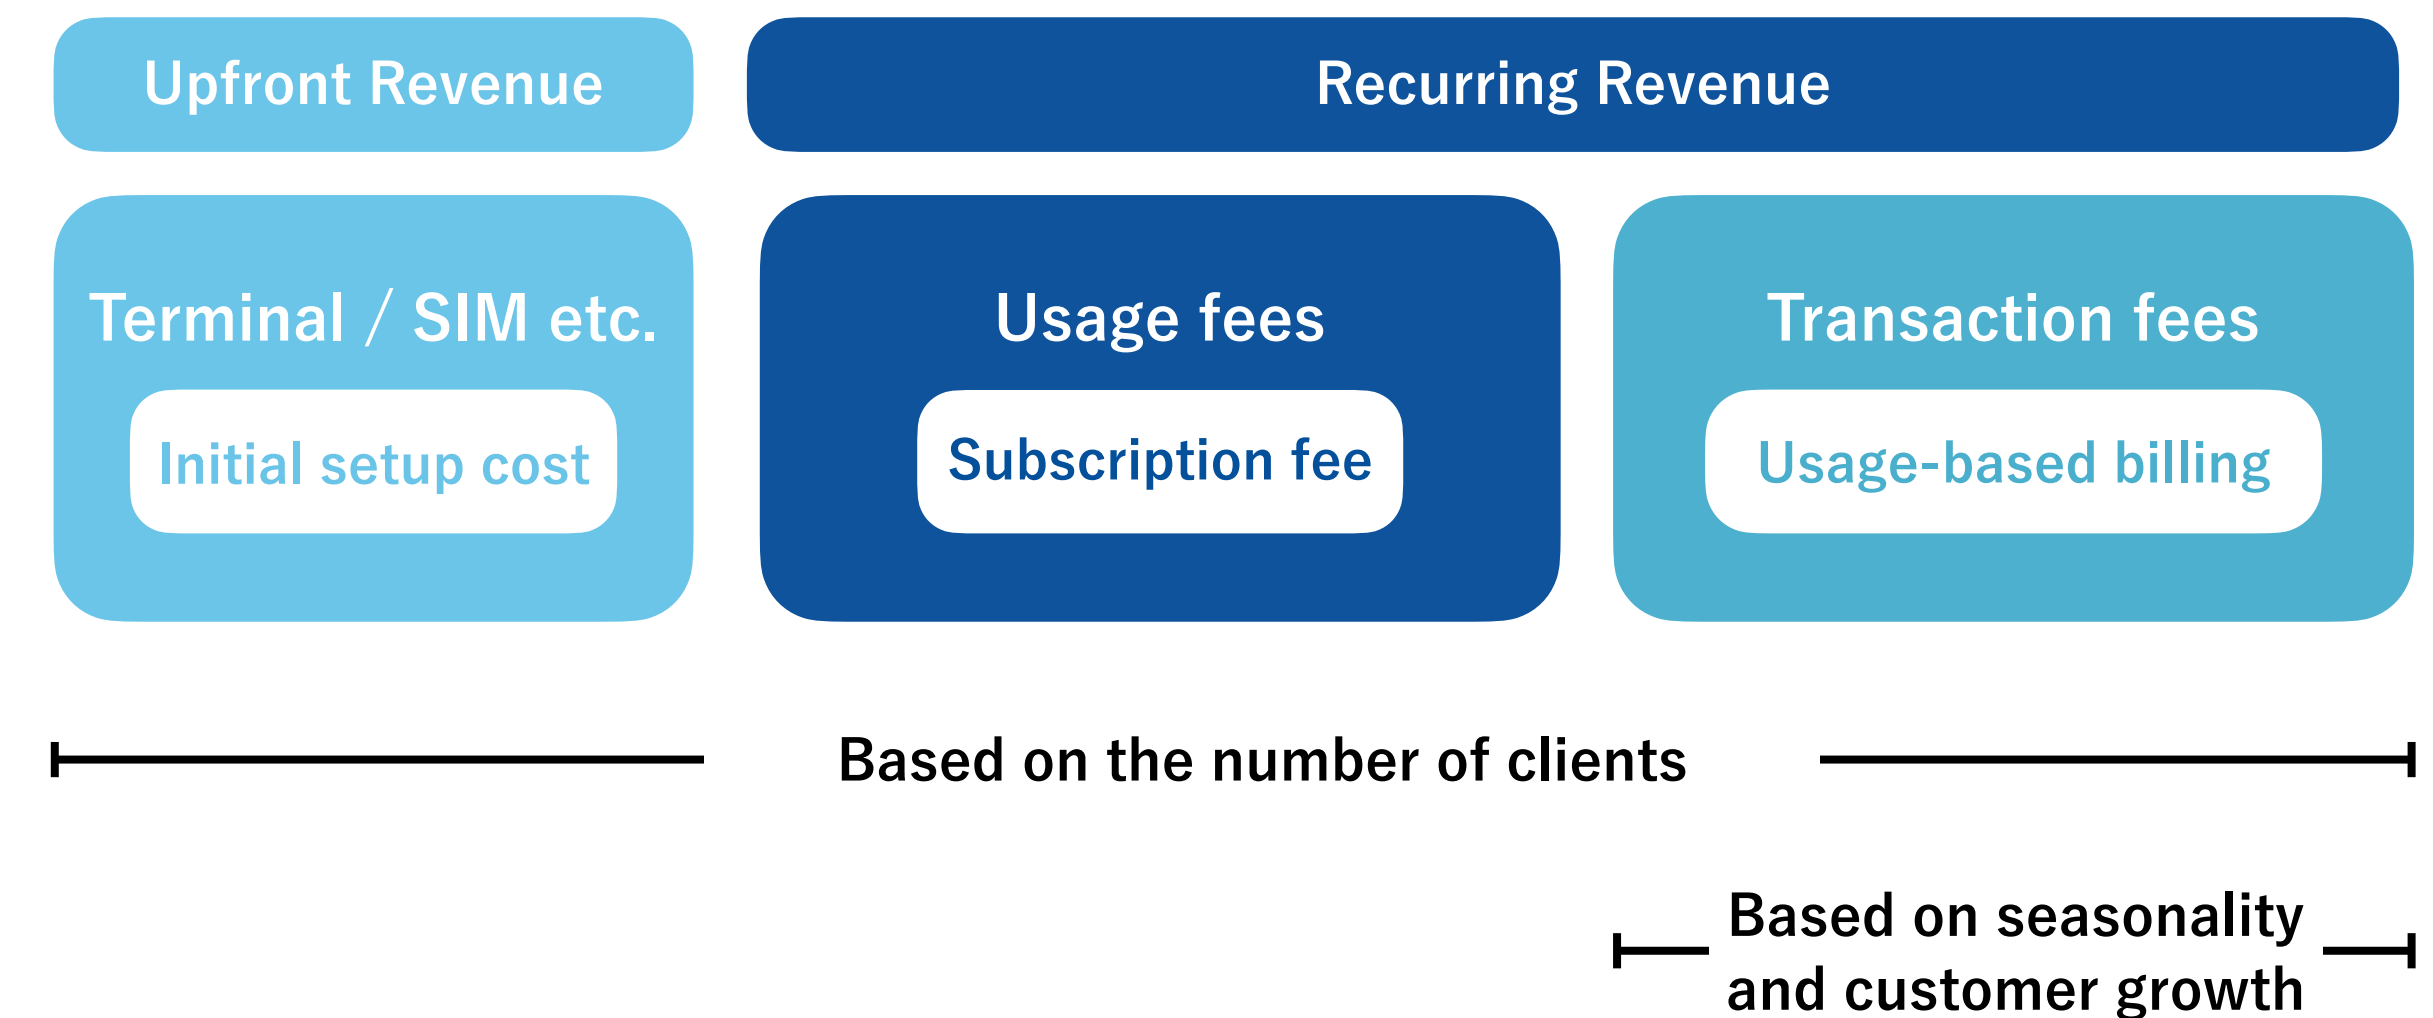 Upfront Revenue
Recurring Revenue
Terminal / SIM etc.
Initial setup cost
Usage fees
Subscription fee
Transaction fees
Usage-based billing
Based on the number of clients
Based on seasonality
and customer growth